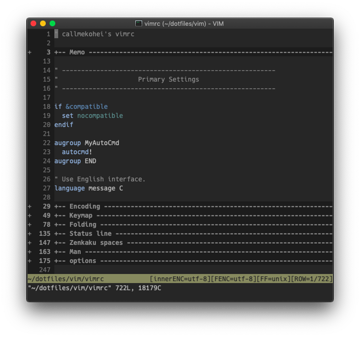 vimrc (~/dotfiles/vim) - VIM
1 " callmekohei's vimrc
2
+ 3 +-- Memo ----------------------------------------------------------
13
14 " -----------------------------------------------------
15 " Primary Settings
16 " -----------------------------------------------------
17
18 if &compatible
19 set nocompatible
20 endif
21
22 augroup MyAutoCmd
23 autocmd!
24 augroup END
25
26 " Use English interface.
27 language message C
28
+ 29 +-- Encoding ------------------------------------------------------
+ 49 +-- Keymap --------------------------------------------------------
+ 78 +-- Folding -------------------------------------------------------
+ 135 +-- Status line ---------------------------------------------------
+ 147 +-- Zenkaku spaces ------------------------------------------------
+ 163 +-- Man -----------------------------------------------------------
+ 175 +-- options -------------------------------------------------------
247
~/dotfiles/vim/vimrc [innerENC=utf-8][FENC=utf-8][FF=unix][ROW=1/722]
"~/dotfiles/vim/vimrc" 722L, 18179C